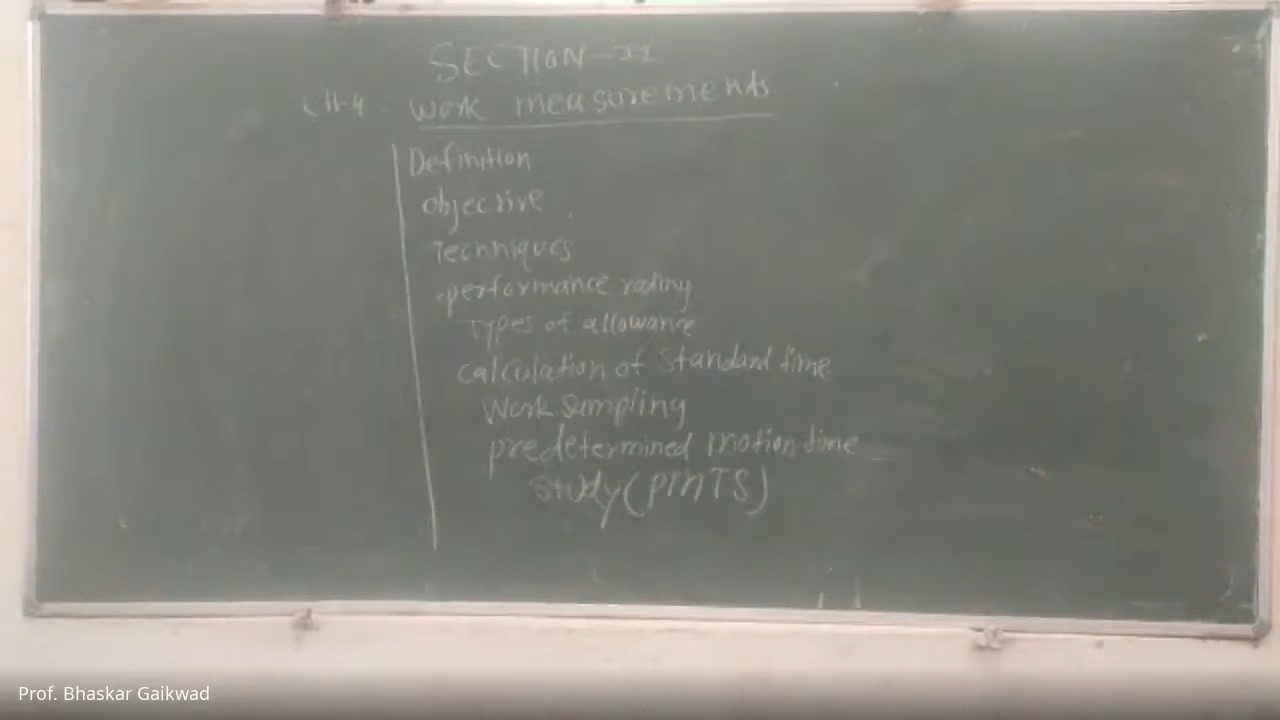 SECTION-II
CH-4. Work measurements
Definition
objective
Techniques
performance rating
Types of allowance
calculation of Standard time
Work sampling
predetermined motion time
study (PMTS)
Prof. Bhaskar Gaikwad